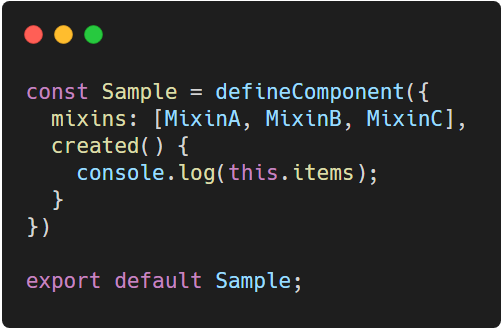 const Sample = defineComponent({
  mixins: [MixinA, MixinB, MixinC],
  created() {
    console.log(this.items);
  }
})

export default Sample;